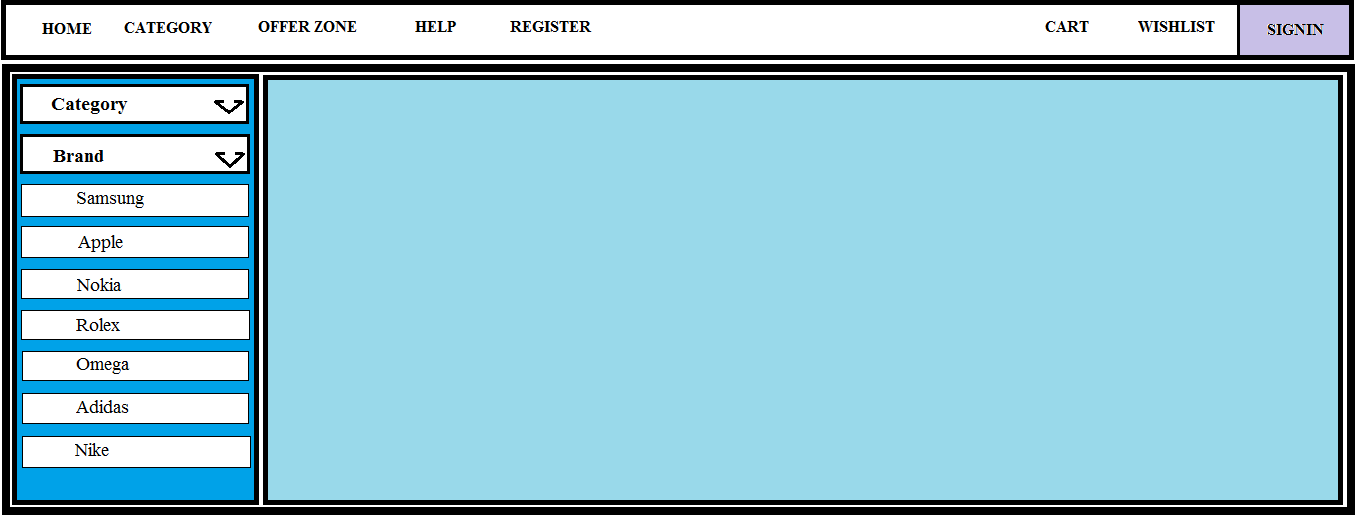 HOME CATEGORY OFFER ZONE HELP REGISTER CART WISHLIST SIGNIN
Category
Brand
Samsung
Apple
Nokia
Rolex
Omega
Adidas
Nike